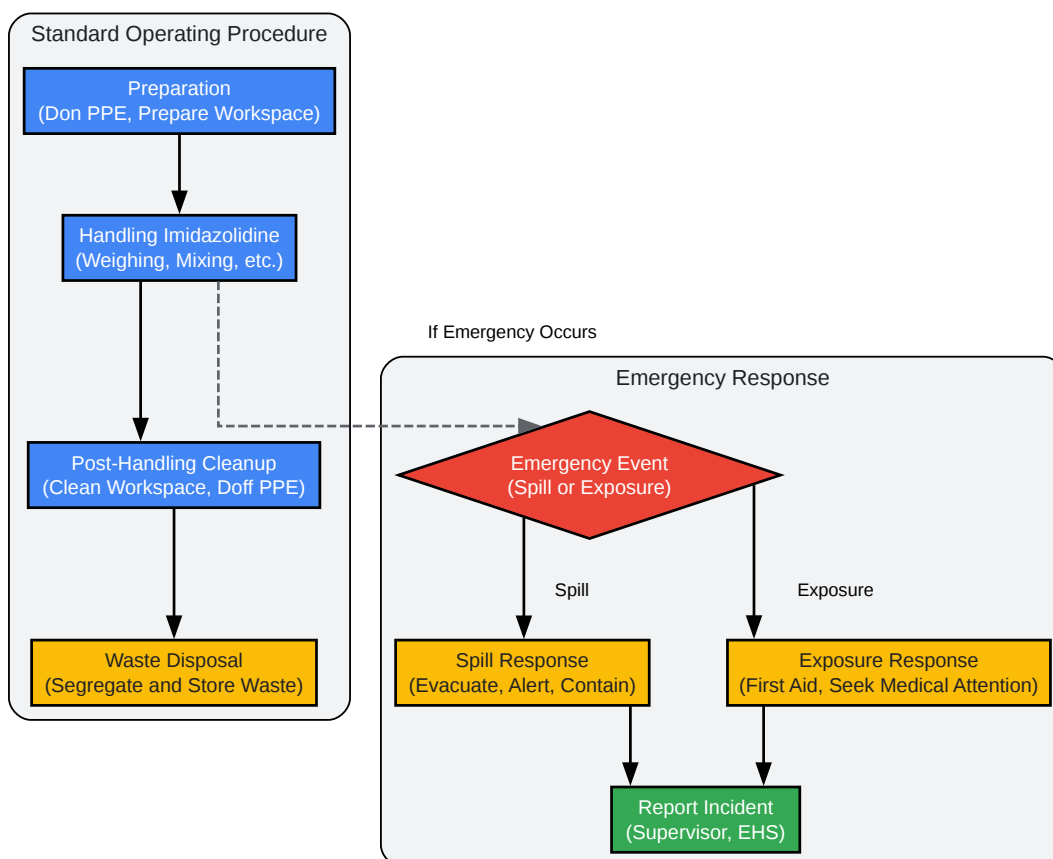 Standard Operating Procedure
Preparation
(Don PPE, Prepare Workspace)
Handling Imidazolidine
(Weighing, Mixing, etc.)
Post-Handling Cleanup
(Clean Workspace, Doff PPE)
Waste Disposal
(Segregate and Store Waste)
If Emergency Occurs
Emergency Response
Emergency Event
(Spill or Exposure)
Spill
Exposure
Spill Response
(Evacuate, Alert, Contain)
Exposure Response
(First Aid, Seek Medical Attention)
Report Incident
(Supervisor, EHS)